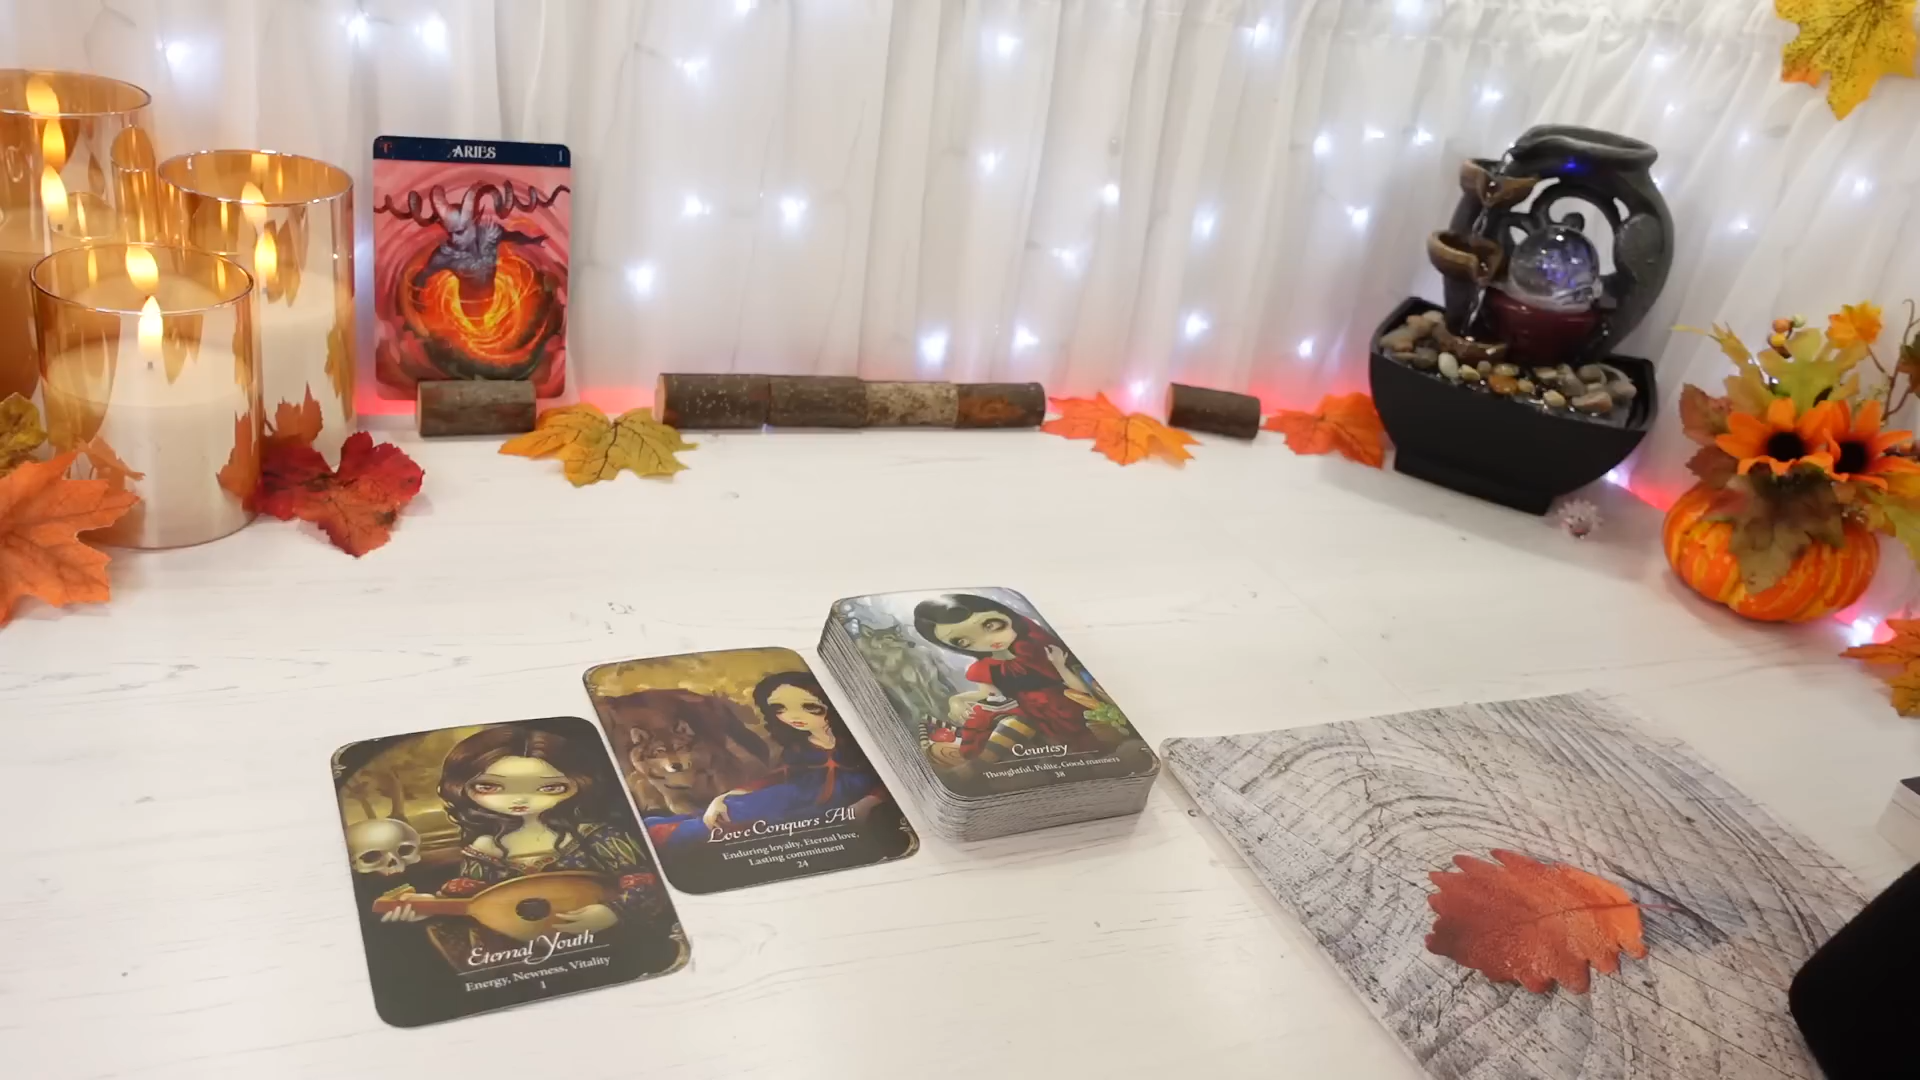 ARIES 1
Courtesy
Thoughtful, Polite, Good manners
38
Love Conquers All
Enduring loyalty, Eternal love,
Lasting commitment
24
Eternal Youth
Energy, Newness, Vitality
1